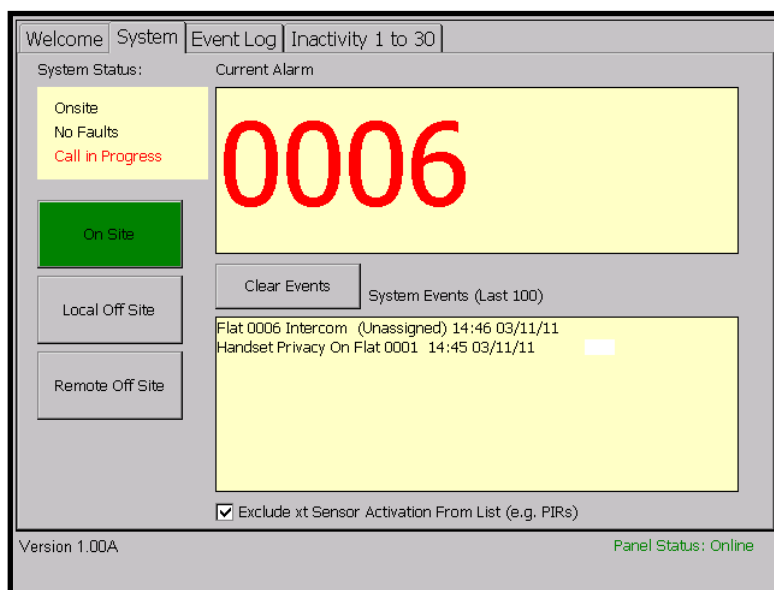 Welcome System Event Log Inactivity 1 to 30
System Status: Current Alarm
Onsite
No Faults
Call in Progress
0006
On Site
Local Off Site
Remote Off Site
Clear Events System Events (Last 100)
Flat 0006 Intercom (Unassigned) 14:46 03/11/11
Handset Privacy On Flat 0001 14:45 03/11/11
Exclude xt Sensor Activation From List (e.g. PIRs)
Version 1.00A Panel Status: Online